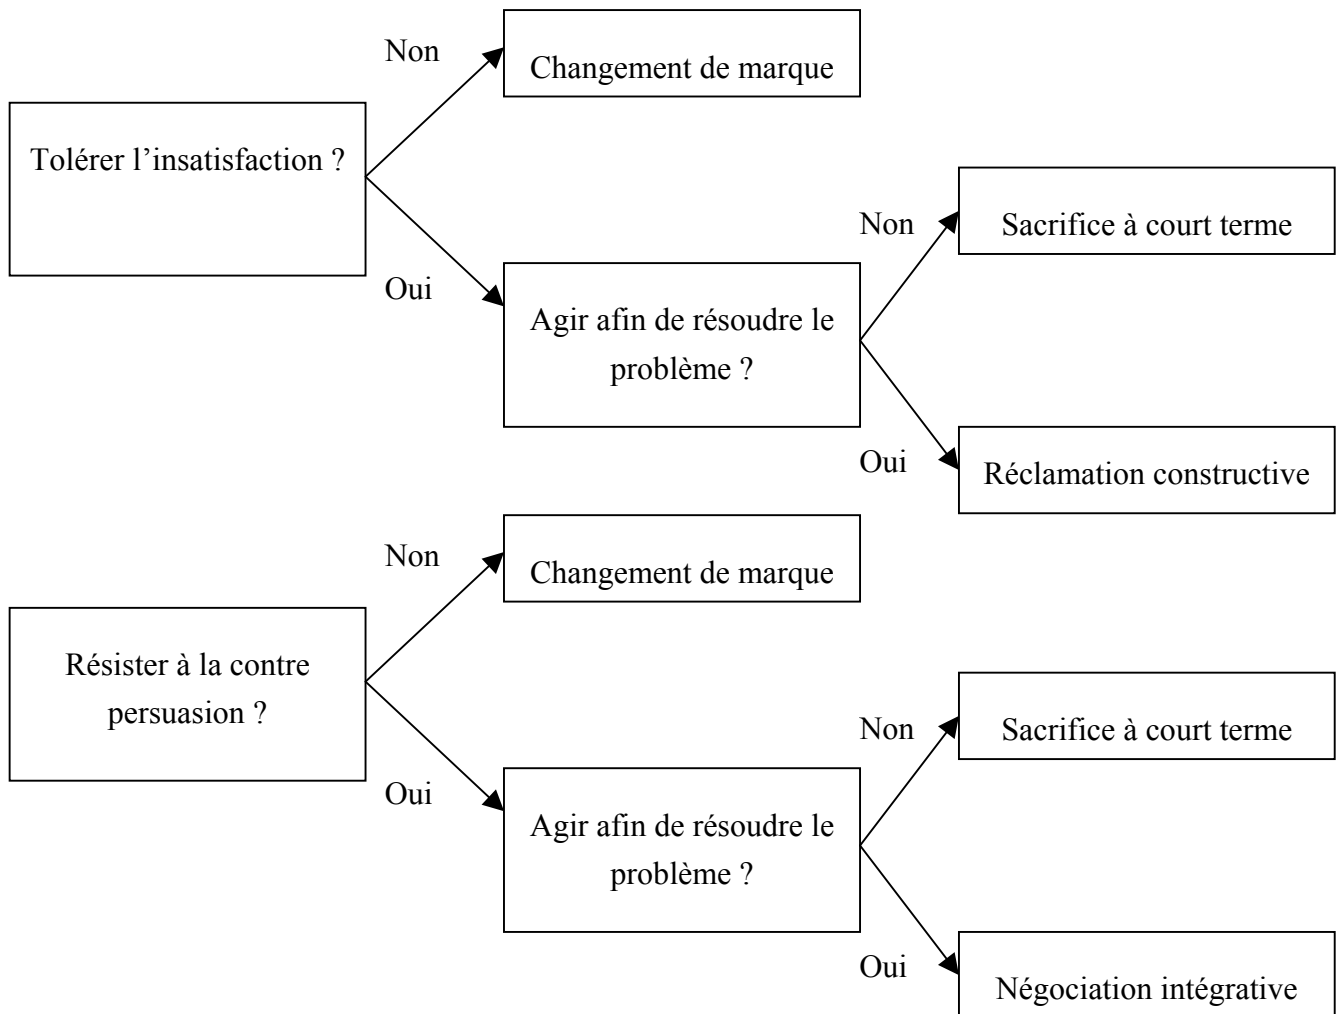 Non
Changement de marque
Tolérer l’insatisfaction ?
Non
Sacrifice à court terme
Oui
Agir afin de résoudre le
problème ?
Oui
Réclamation constructive
Non
Changement de marque
Résister à la contre
persuasion ?
Non
Sacrifice à court terme
Oui
Agir afin de résoudre le
problème ?
Oui
Négociation intégrative